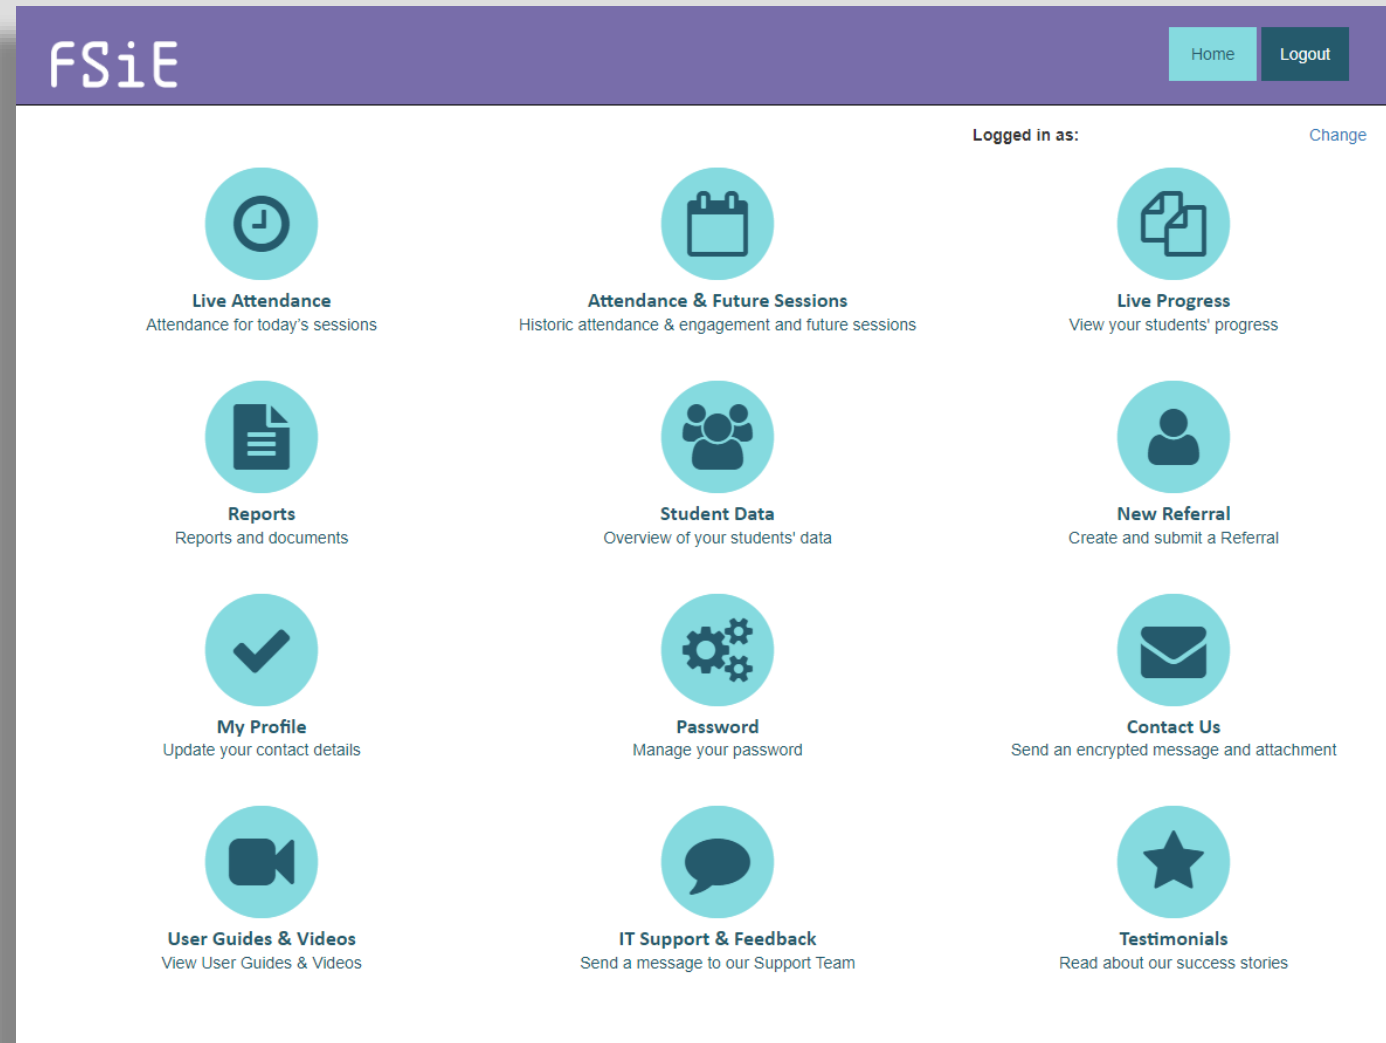 FSiE
Home Logout
Logged in as: Change
Live Attendance
Attendance for today's sessions
Attendance & Future Sessions
Historic attendance & engagement and future sessions
Live Progress
View your students' progress
Reports
Reports and documents
Student Data
Overview of your students' data
New Referral
Create and submit a Referral
My Profile
Update your contact details
Password
Manage your password
Contact Us
Send an encrypted message and attachment
User Guides & Videos
View User Guides & Videos
IT Support & Feedback
Send a message to our Support Team
Testimonials
Read about our success stories